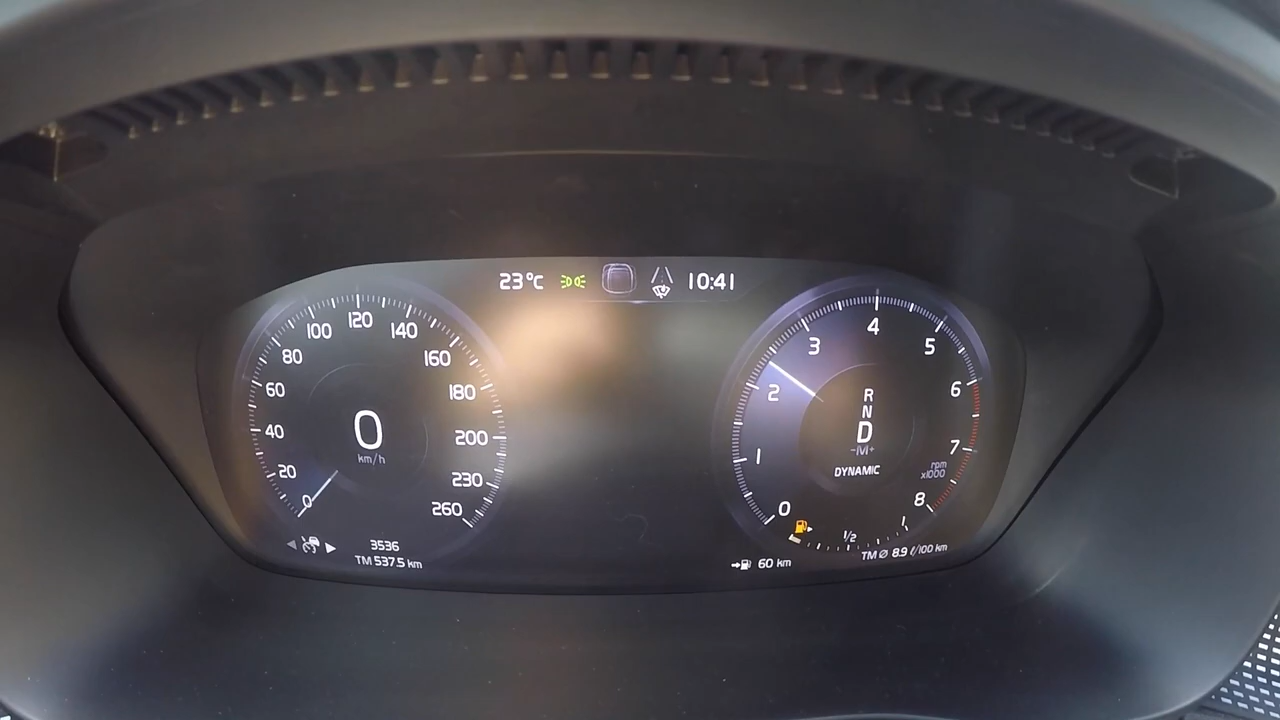 23°C 10:41
0
20
40
60
80
100
120
140
160
180
200
230
260
0
km/h
3536
TM 537.5 km
0
1
2
3
4
5
6
7
8
R
N
D
-M+
DYNAMIC
rpm
x1000
1/2
1
60 km
TM ∅ 8.9 ℓ/100 km